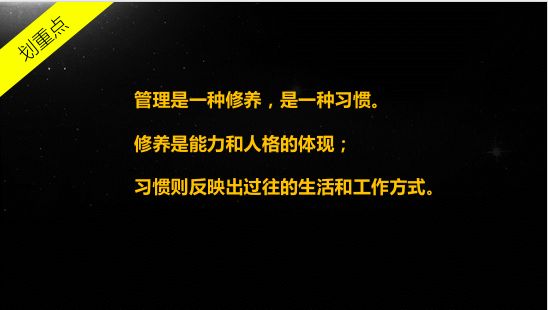 划重点
管理是一种修养，是一种习惯。
修养是能力和人格的体现；
习惯则反映出过往的生活和工作方式。